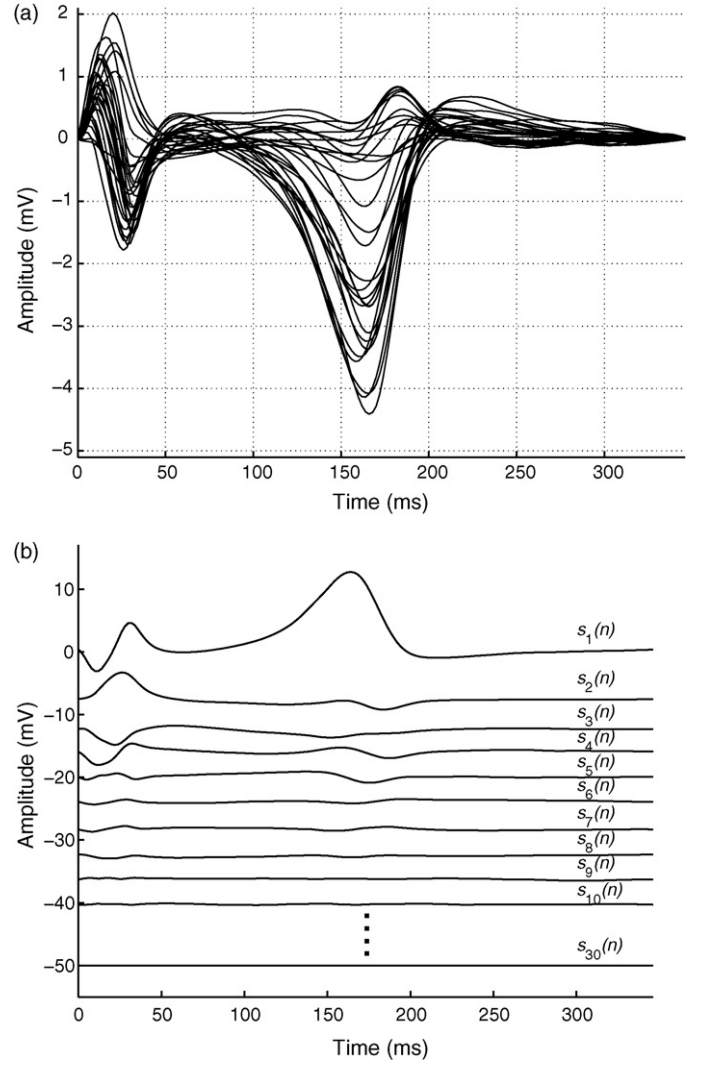 (a)
2
1
0
−1
−2
−3
−4
−5
Amplitude (mV)
0 50 100 150 200 250 300
Time (ms)
(b)
10
0
−10
−20
−30
−40
−50
Amplitude (mV)
s1(n)
s2(n)
s3(n)
s4(n)
s5(n)
s6(n)
s7(n)
s8(n)
s9(n)
s10(n)
s30(n)
0 50 100 150 200 250 300
Time (ms)